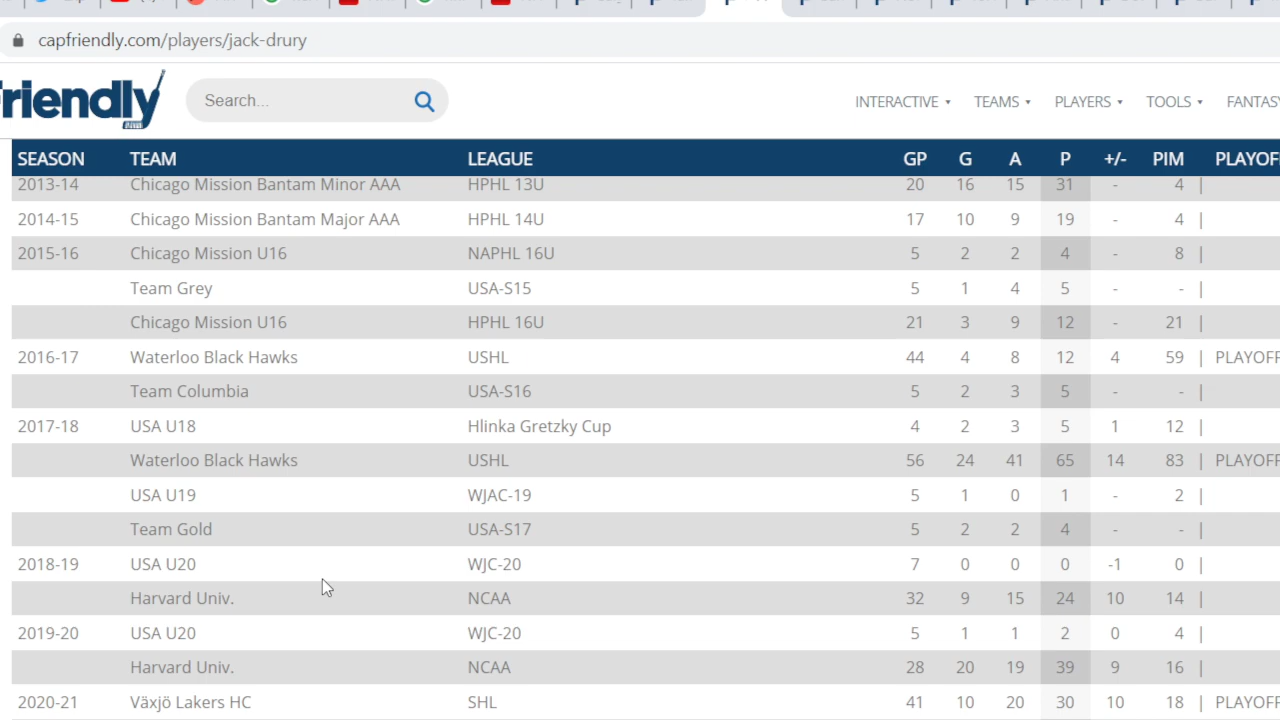 capfriendly.com/players/jack-drury
riendly Search... INTERACTIVE ▾ TEAMS ▾ PLAYERS ▾ TOOLS ▾ FANTASY
SEASON TEAM LEAGUE GP G A P +/- PIM PLAYOF
2013-14 Chicago Mission Bantam Minor AAA HPHL 13U 20 16 15 31 - 4 |
2014-15 Chicago Mission Bantam Major AAA HPHL 14U 17 10 9 19 - 4 |
2015-16 Chicago Mission U16 NAPHL 16U 5 2 2 4 - 8 |
Team Grey USA-S15 5 1 4 5 - - |
Chicago Mission U16 HPHL 16U 21 3 9 12 - 21 |
2016-17 Waterloo Black Hawks USHL 44 4 8 12 4 59 | PLAYOFF
Team Columbia USA-S16 5 2 3 5 - - |
2017-18 USA U18 Hlinka Gretzky Cup 4 2 3 5 1 12 |
Waterloo Black Hawks USHL 56 24 41 65 14 83 | PLAYOFF
USA U19 WJAC-19 5 1 0 1 - 2 |
Team Gold USA-S17 5 2 2 4 - - |
2018-19 USA U20 WJC-20 7 0 0 0 -1 0 |
Harvard Univ. NCAA 32 9 15 24 10 14 |
2019-20 USA U20 WJC-20 5 1 1 2 0 4 |
Harvard Univ. NCAA 28 20 19 39 9 16 |
2020-21 Växjö Lakers HC SHL 41 10 20 30 10 18 | PLAYOFF